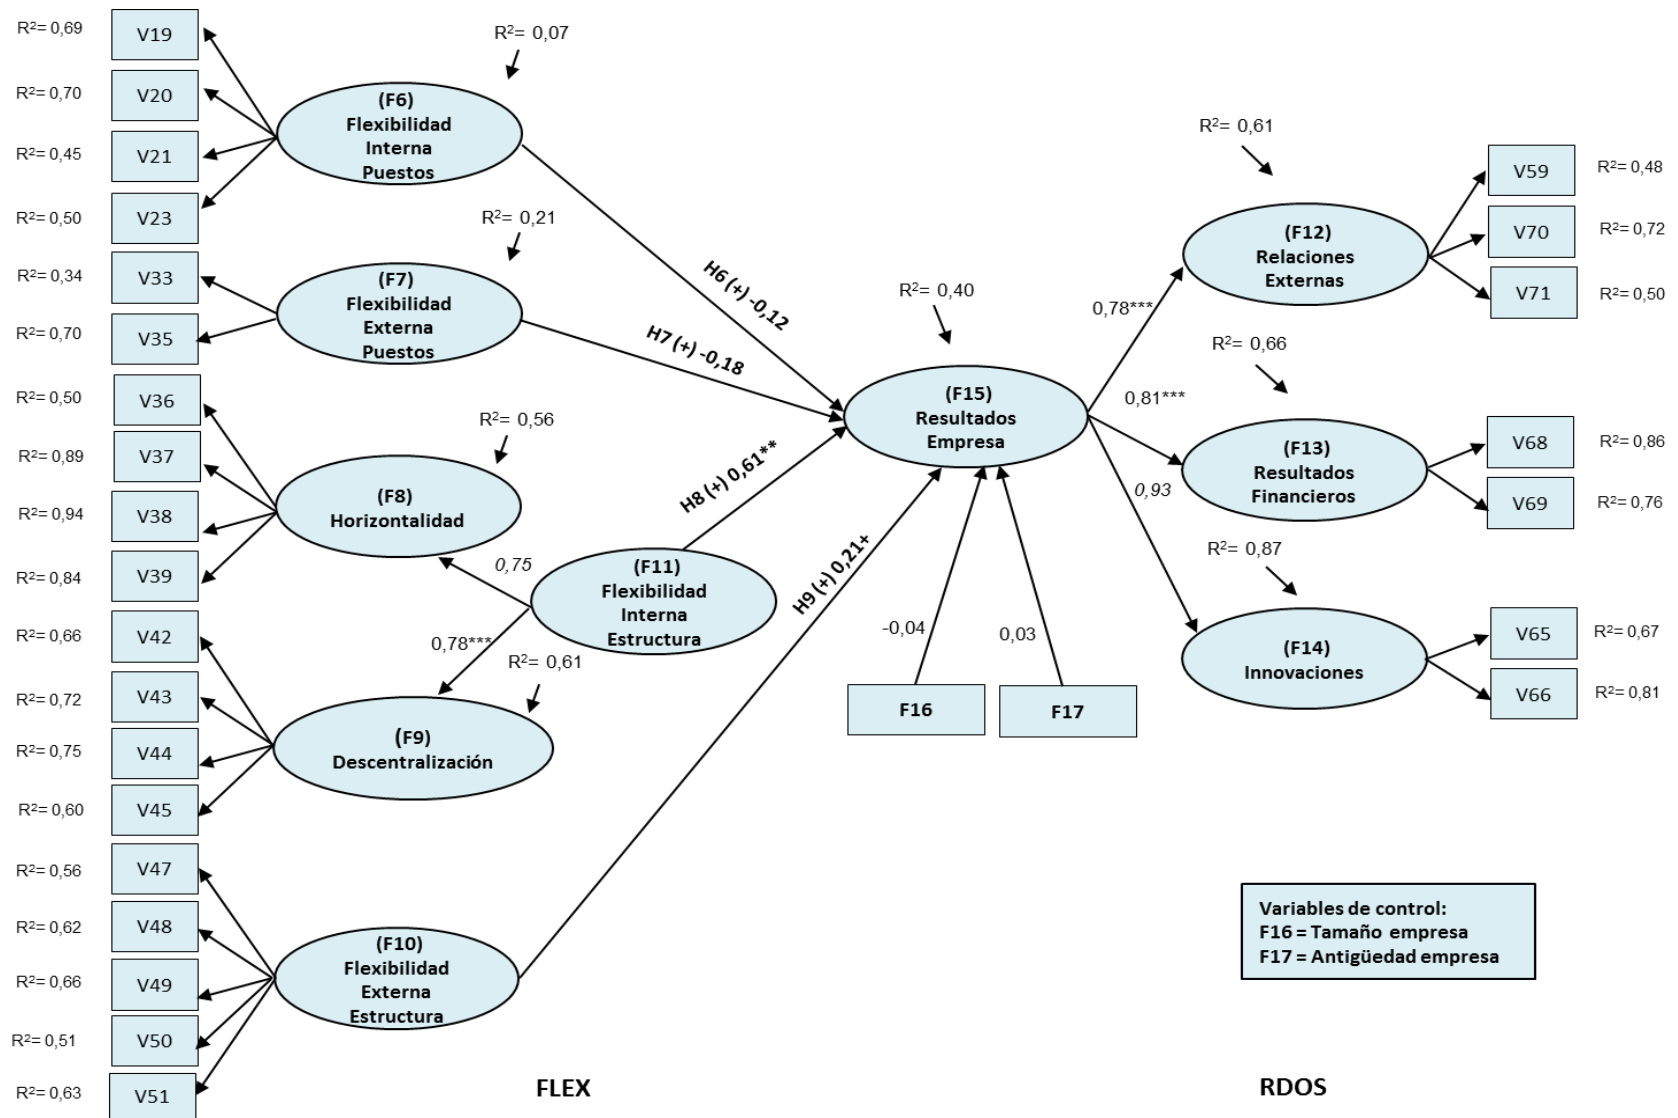 R²= 0,69
V19
R²= 0,70
V20
R²= 0,45
V21
R²= 0,50
V23
R²= 0,34
V33
R²= 0,70
V35
R²= 0,50
V36
R²= 0,89
V37
R²= 0,94
V38
R²= 0,84
V39
R²= 0,66
V42
R²= 0,72
V43
R²= 0,75
V44
R²= 0,60
V45
R²= 0,56
V47
R²= 0,62
V48
R²= 0,66
V49
R²= 0,51
V50
R²= 0,63
V51
R²= 0,07
(F6)
Flexibilidad
Interna
Puestos
R²= 0,21
(F7)
Flexibilidad
Externa
Puestos
R²= 0,56
(F8)
Horizontalidad
0,75
0,78***
R²= 0,61
(F9)
Descentralización
(F10)
Flexibilidad
Externa
Estructura
(F11)
Flexibilidad
Interna
Estructura
H6 (+) -0,12
H7 (+) -0,18
H8 (+) 0,61**
H9 (+) 0,21+
R²= 0,40
(F15)
Resultados
Empresa
-0,04
0,03
F16
F17
0,78***
0,81***
0,93
R²= 0,61
(F12)
Relaciones
Externas
R²= 0,66
(F13)
Resultados
Financieros
R²= 0,87
(F14)
Innovaciones
V59
R²= 0,48
V70
R²= 0,72
V71
R²= 0,50
V68
R²= 0,86
V69
R²= 0,76
V65
R²= 0,67
V66
R²= 0,81
Variables de control:
F16 = Tamaño empresa
F17 = Antigüedad empresa
FLEX
RDOS